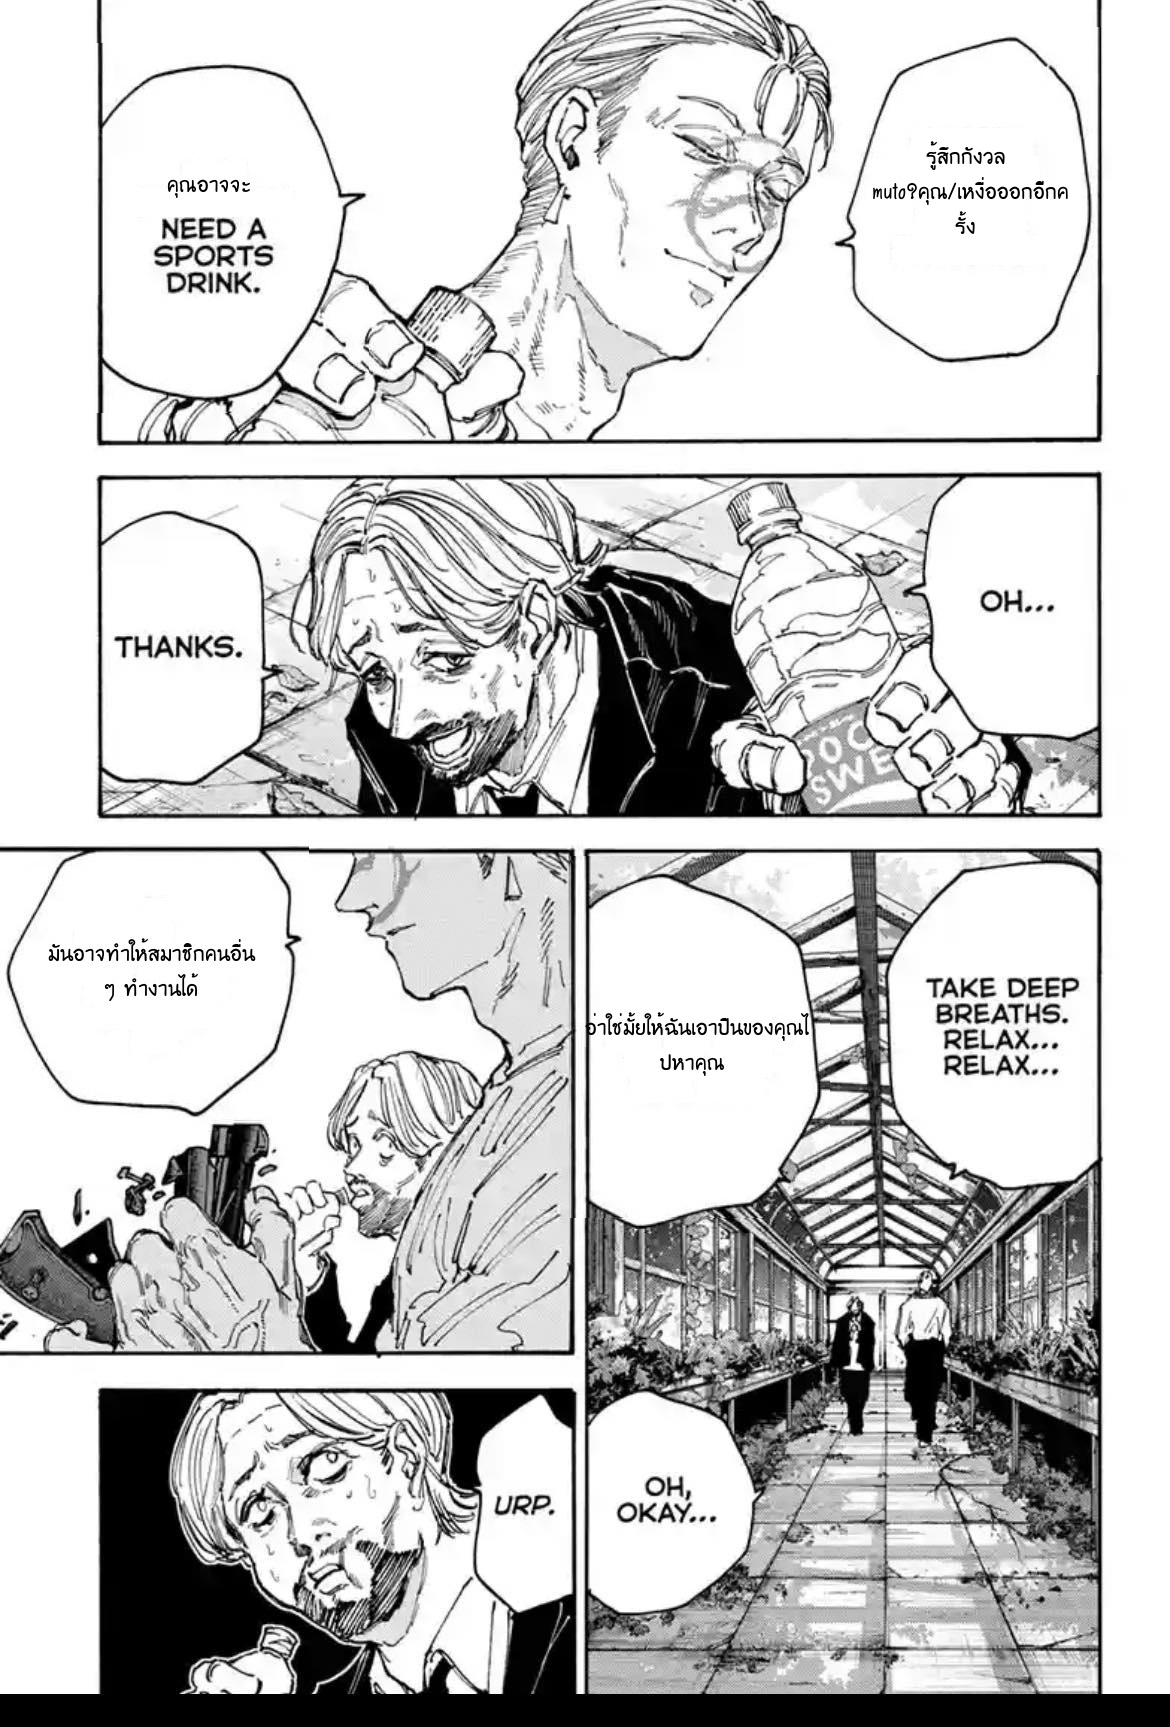 รู้สึกกังวล
muto?คุณ/เหงื่อออกอีกค
รั้ง
คุณอาจจะ
NEED A
SPORTS
DRINK.
OH...
THANKS.
TAKE DEEP
BREATHS.
RELAX...
RELAX...
ว่าใช่มั้ยให้ฉันเอาปืนของคุณไ
ปหาคุณ
OH,
OKAY...
มันอาจทำให้สมาชิกคนอื่น
ๆ ทำงานได้
URP.